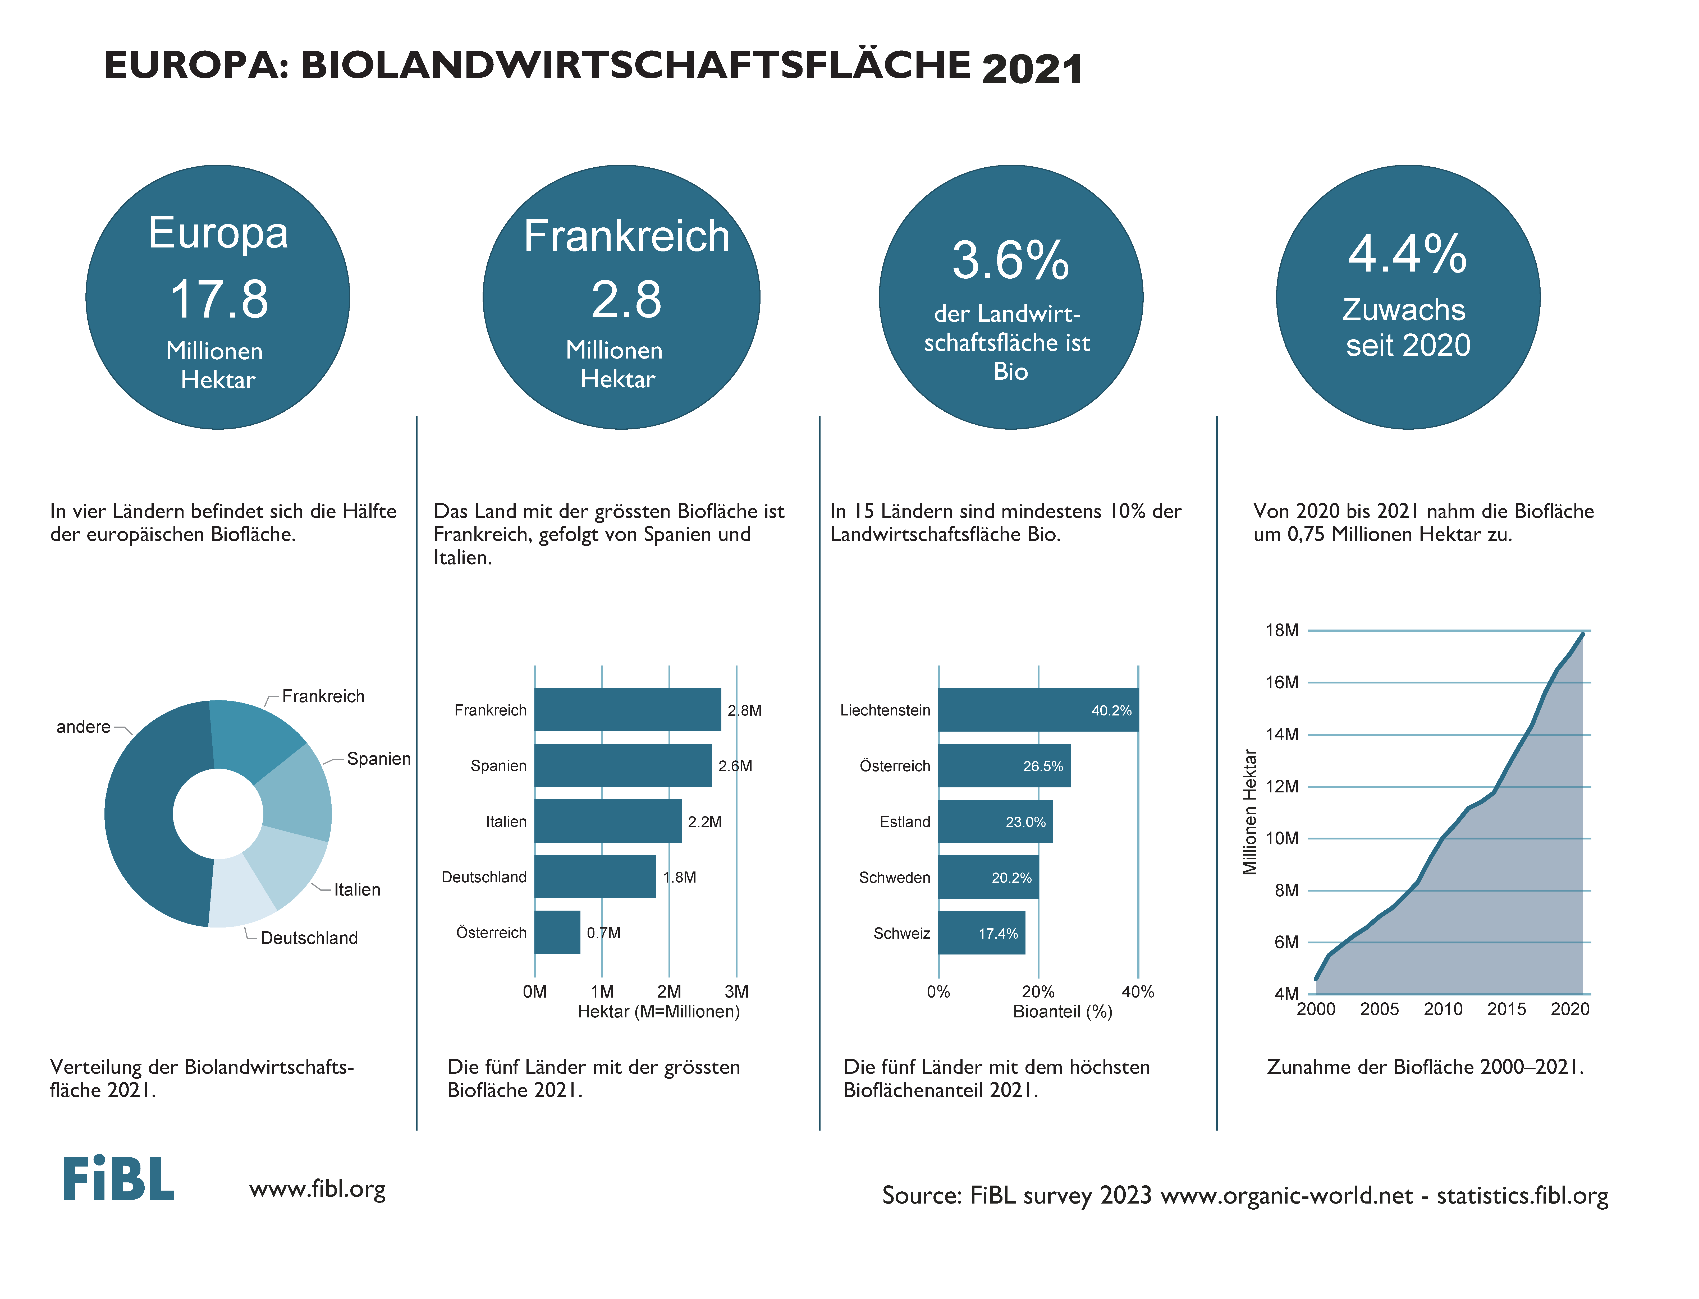 EUROPA: BIOLANDWIRTSCHAFTSFLÄCHE 2021
Europa
17.8
Millionen
Hektar
Frankreich
2.8
Millionen
Hektar
3.6%
der Landwirt-
schaftsfläche ist
Bio
4.4%
Zuwachs
seit 2020
In vier Ländern befindet sich die Hälfte
der europäischen Biofläche.
Das Land mit der grössten Biofläche ist
Frankreich, gefolgt von Spanien und
Italien.
In 15 Ländern sind mindestens 10% der
Landwirtschaftsfläche Bio.
Von 2020 bis 2021 nahm die Biofläche
um 0,75 Millionen Hektar zu.
andere
Frankreich
Spanien
Italien
Deutschland
Verteilung der Biolandwirtschafts-
fläche 2021.
Frankreich 2.8M
Spanien 2.6M
Italien 2.2M
Deutschland 1.8M
Österreich 0.7M
0M 1M 2M 3M
Hektar (M=Millionen)
Die fünf Länder mit der grössten
Biofläche 2021.
Liechtenstein 40.2%
Österreich 26.5%
Estland 23.0%
Schweden 20.2%
Schweiz 17.4%
0% 20% 40%
Bioanteil (%)
Die fünf Länder mit dem höchsten
Bioflächenanteil 2021.
Millionen Hektar
18M
16M
14M
12M
10M
8M
6M
4M
2000 2005 2010 2015 2020
Zunahme der Biofläche 2000–2021.
FiBL
www.fibl.org
Source: FiBL survey 2023 www.organic-world.net - statistics.fibl.org